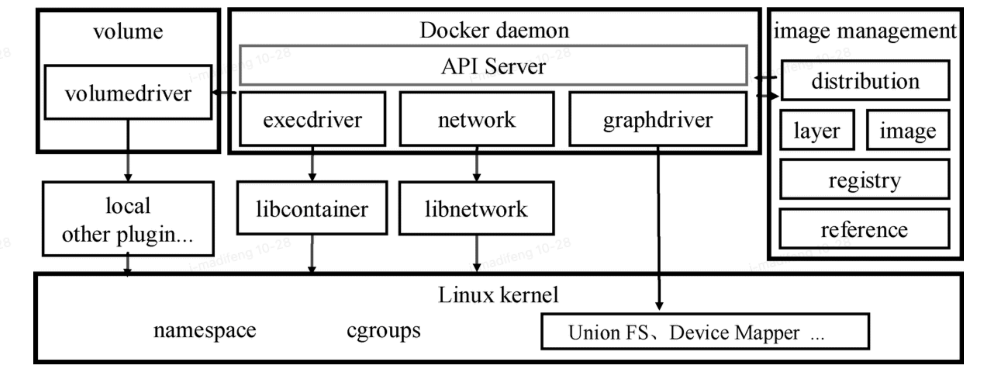 volume
Docker daemon
image management
API Server
volumedriver
execdriver
network
graphdriver
distribution
layer
image
registry
reference
local
other plugin...
libcontainer
libnetwork
Linux kernel
namespace
cgroups
Union FS、Device Mapper ...